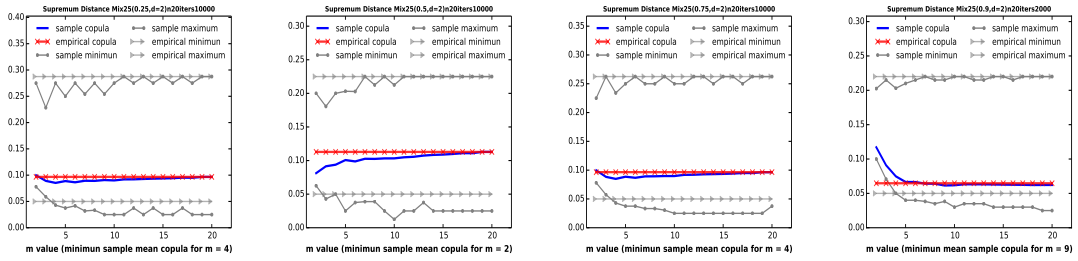 Supremum Distance Mix25(0.25,d=2)n20iters10000
0.40
0.35
0.30
0.25
0.20
0.15
0.10
0.05
0.00
sample copula
empirical copula
sample minimun
sample maximum
empirical minimun
empirical maximum
5
10
15
20
m value (minimun sample mean copula for m = 4)
Supremum Distance Mix25(0.5,d=2)n20iters10000
0.30
0.25
0.20
0.15
0.10
0.05
0.00
sample copula
empirical copula
sample minimun
sample maximum
empirical minimun
empirical maximum
5
10
15
20
m value (minimun sample mean copula for m = 2)
Supremum Distance Mix25(0.75,d=2)n20iters10000
0.35
0.30
0.25
0.20
0.15
0.10
0.05
0.00
sample copula
empirical copula
sample minimun
sample maximum
empirical minimun
empirical maximum
5
10
15
20
m value (minimun sample mean copula for m = 4)
Supremum Distance Mix25(0.9,d=2)n20iters2000
0.30
0.25
0.20
0.15
0.10
0.05
0.00
sample copula
empirical copula
sample minimun
sample maximum
empirical minimun
empirical maximum
5
10
15
20
m value (minimun sample mean copula for m = 9)